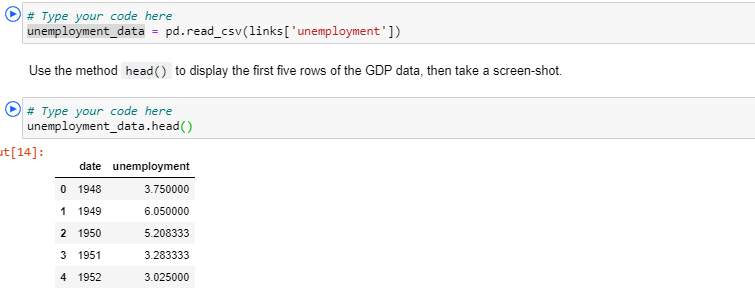 # Type your code here
unemployment_data = pd.read_csv(links['unemployment'])
Use the method head() to display the first five rows of the GDP data, then take a screen-shot.
# Type your code here
unemployment_data.head()
ut[14]:
date unemployment
0 1948 3.750000
1 1949 6.050000
2 1950 5.208333
3 1951 3.283333
4 1952 3.025000